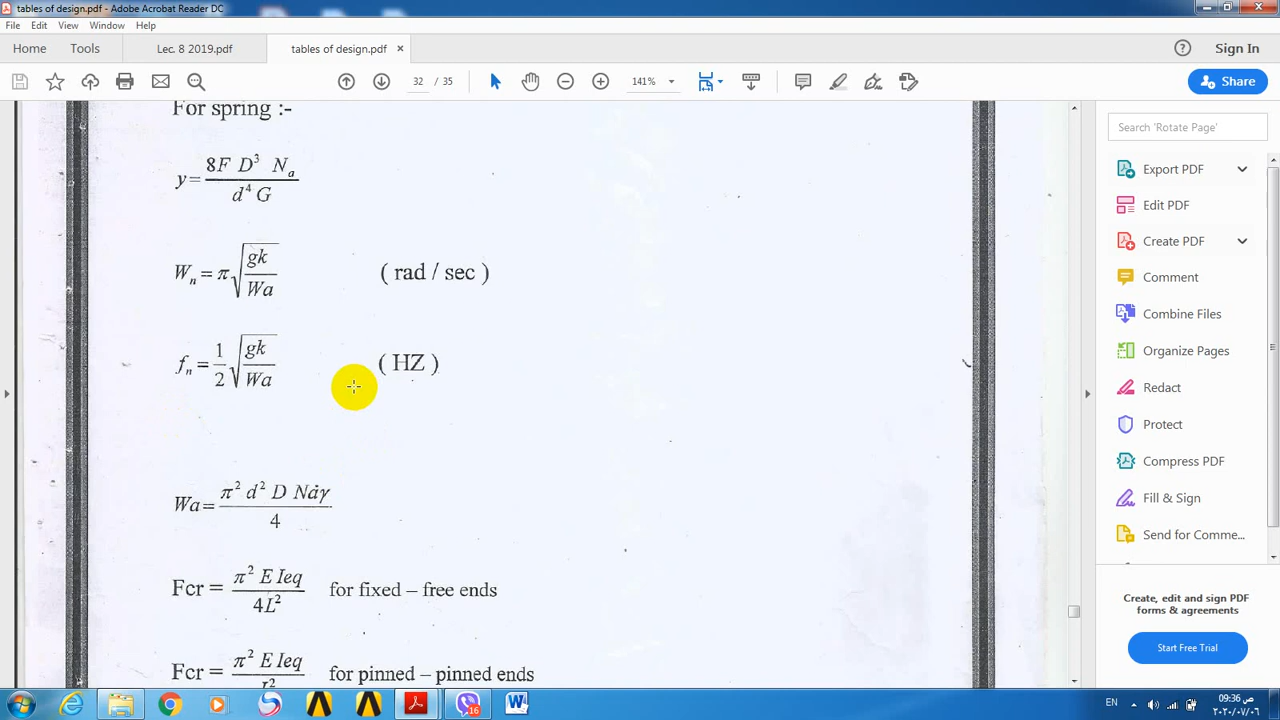 tables of design.pdf - Adobe Acrobat Reader DC
File Edit View Window Help
Home Tools Lec. 8 2019.pdf tables of design.pdf × Sign In
32 / 35 141% Share
For spring :-
y = 8F D³ Na / d⁴ G
Wn = π √(gk / Wa) ( rad / sec )
fn = 1/2 √(gk / Wa) ( HZ )
Wa = π² d² D Nȧγ / 4
Fcr = π² E Ieq / 4L² for fixed – free ends
Fcr = π² E Ieq for pinned – pinned ends
Search 'Rotate Page'
Export PDF
Edit PDF
Create PDF
Comment
Combine Files
Organize Pages
Redact
Protect
Compress PDF
Fill & Sign
Send for Comme...
Create, edit and sign PDF
forms & agreements
Start Free Trial
16
EN
09:36 ص
٢٠٢٠/٠٧/٠٦